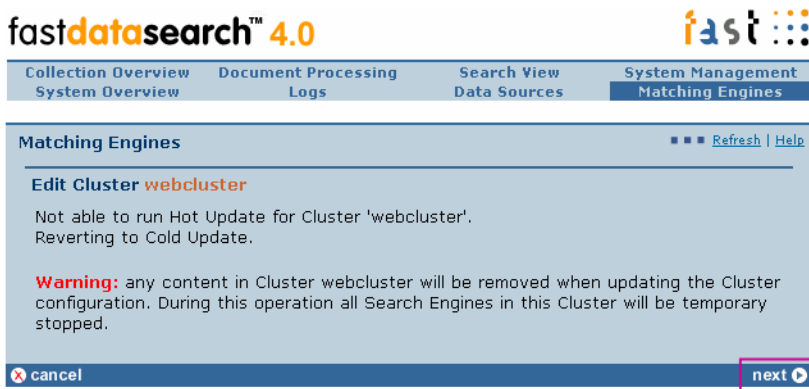 fastdatasearch™ 4.0
fast
Collection Overview Document Processing Search View System Management
System Overview Logs Data Sources Matching Engines
Matching Engines
Refresh | Help
Edit Cluster webcluster
Not able to run Hot Update for Cluster 'webcluster'.
Reverting to Cold Update.
Warning: any content in Cluster webcluster will be removed when updating the Cluster
configuration. During this operation all Search Engines in this Cluster will be temporary
stopped.
cancel
next